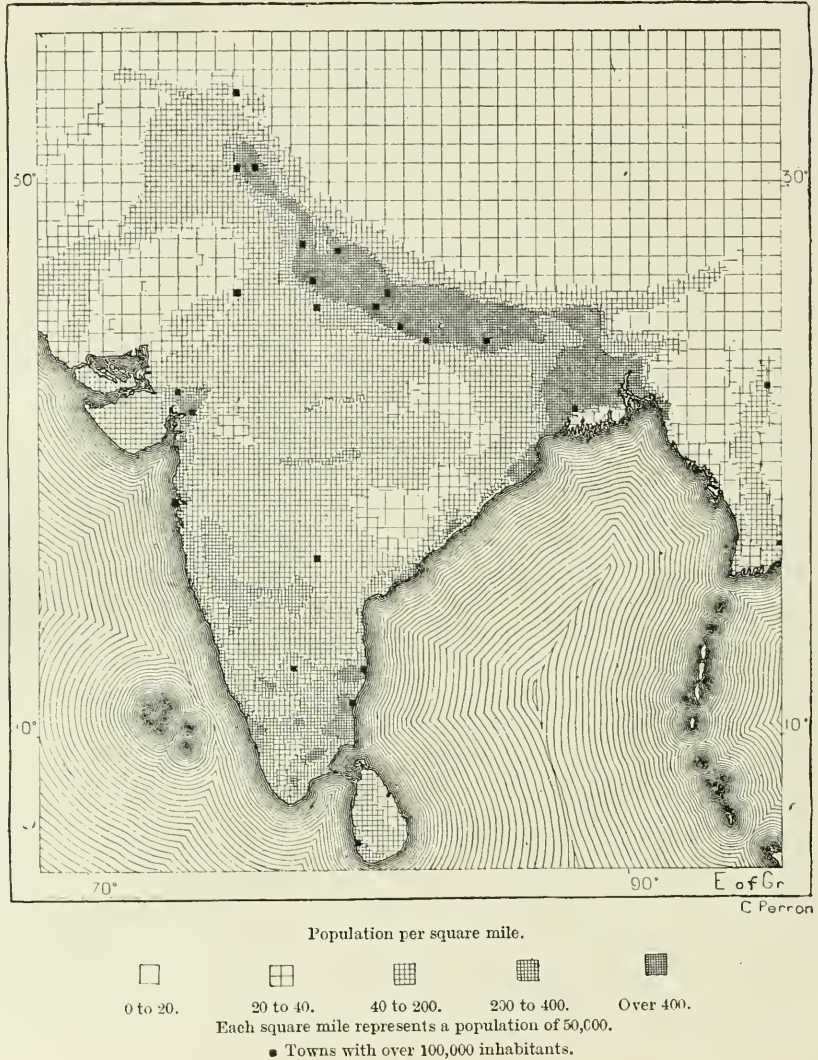 30°
30°
10°
10°
70°
90°
E of Gr
C Perron
Population per square mile.
0 to 20.
20 to 40.
40 to 200.
200 to 400.
Over 400.
Each square mile represents a population of 50,000.
Towns with over 100,000 inhabitants.